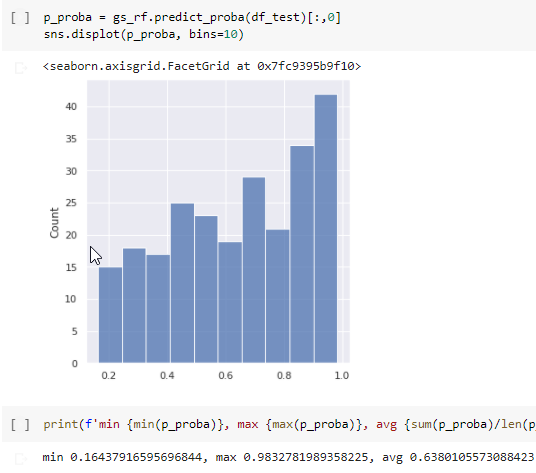 [ ] p_proba = gs_rf.predict_proba(df_test)[:,0]
sns.displot(p_proba, bins=10)
<seaborn.axisgrid.FacetGrid at 0x7fc9395b9f10>
40
35
30
25
20
15
10
5
0
Count
0.2 0.4 0.6 0.8 1.0
[ ] print(f'min {min(p_proba)}, max {max(p_proba)}, avg {sum(p_proba)/len(p
min 0.16437916595696844, max 0.9832781989358225, avg 0.6380105573088423